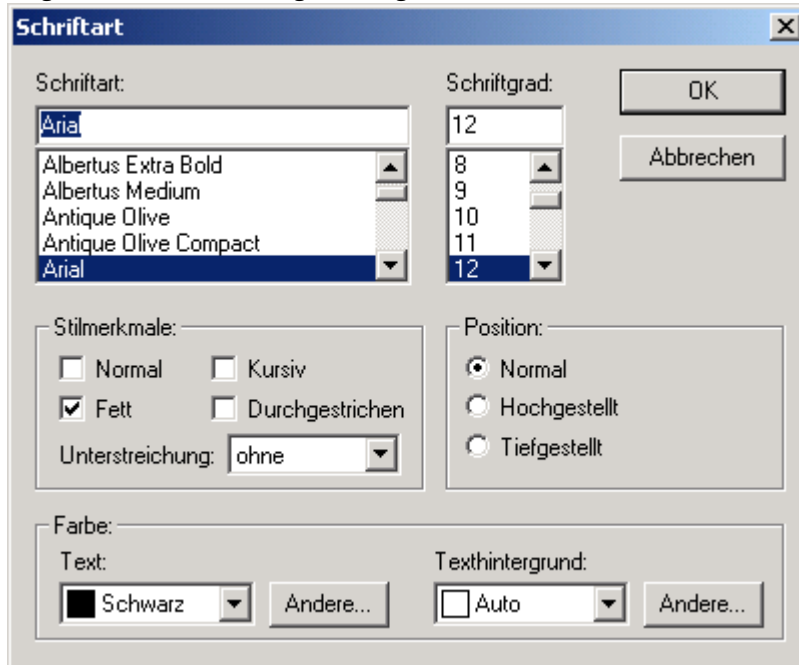 Schriftart
Schriftart: Schriftgrad: OK
Arial 12
Abbrechen
Albertus Extra Bold 8
Albertus Medium 9
Antique Olive 10
Antique Olive Compact 11
Arial 12
Stilmerkmale: Position:
Normal Kursiv Normal
Fett Durchgestrichen Hochgestellt
Unterstreichung: ohne Tiefgestellt
Farbe:
Text: Texthintergrund:
Schwarz Andere... Auto Andere...